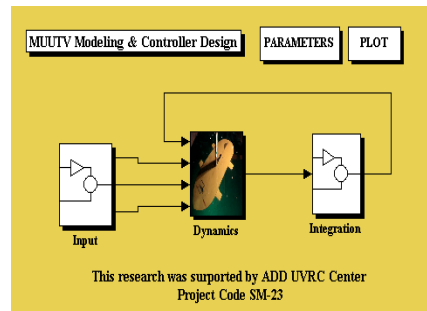 MUUTV Modeling & Controller Design
PARAMETERS
PLOT
Input
Dynamics
Integration
This research was surported by ADD UVRC Center
Project Code SM-23